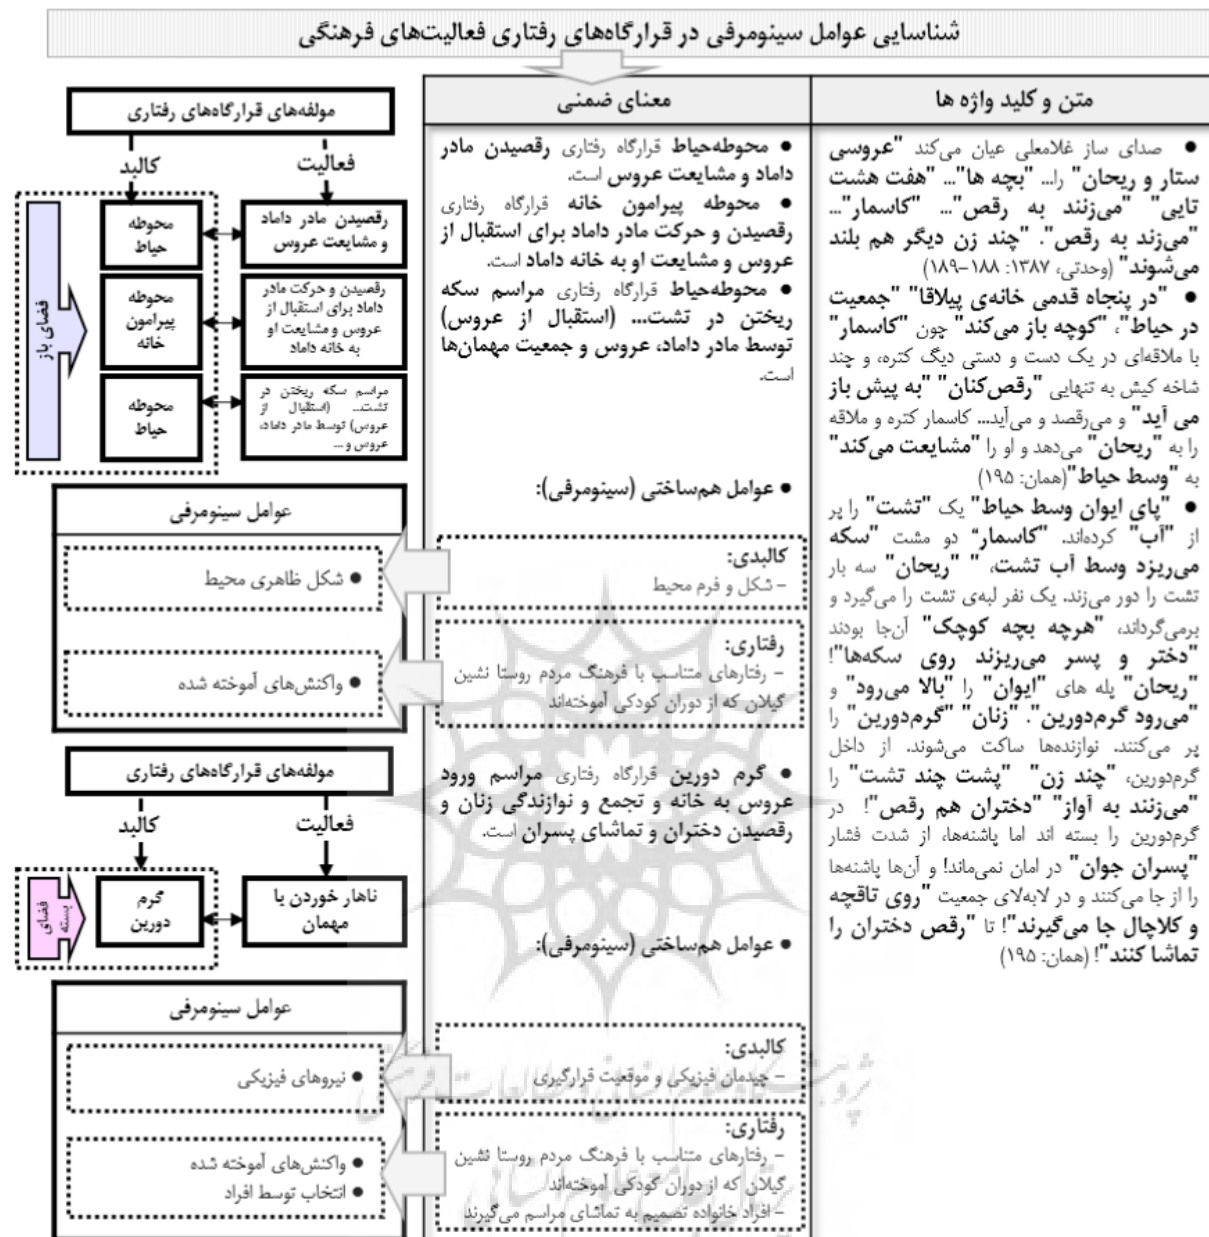 شناسایی عوامل سینومرفی در قرارگاه‌های رفتاری فعالیت‌های فرهنگی
متن و کلید واژه ها
● صدای ساز غلامعلی عیان می‌کند "عروسی
ستار و ریحان" را... "بچه ها"... "هفت هشت
تایی" "می‌زنند به رقص"... "کاسمار"...
"می‌زند به رقص". "چند زن دیگر هم بلند
می‌شوند" (وحدتی، ۱۳۸۷: ۱۸۸-۱۸۹)
● "در پنجاه قدمی خانه‌ی پیلاقا" "جمعیت
در حیاط"، "کوچه باز می‌کند" چون "کاسمار"
با ملاقه‌ای در یک دست و دستی دیگ کتره، و چند
شاخه کیش به تنهایی "رقص‌کنان" "به پیش باز
می آید" و می‌رقصد و می‌آید... کاسمار کتره و ملاقه
را به "ریحان" می‌دهد و او را "مشایعت می‌کند"
به "وسط حیاط"(همان: ۱۹۵)
● "پای ایوان وسط حیاط" یک "تشت" را پر
از "آب" کرده‌اند. "کاسمار" دو مشت "سکه
می‌ریزد وسط آب تشت، " "ریحان" سه بار
تشت را دور می‌زند. یک نفر لبه‌ی تشت را می‌گیرد و
برمی‌گرداند، "هرچه بچه کوچک" آن‌جا بودند
"دختر و پسر می‌ریزند روی سکه‌ها"!
"ریحان" پله های "ایوان" را "بالا می‌رود" و
"می‌رود گرم‌دورین". "زنان" "گرم‌دورین" را
پر می‌کنند. نوازنده‌ها ساکت می‌شوند. از داخل
گرم‌دورین، "چند زن" "پشت چند تشت" را
"می‌زنند به آواز" "دختران هم رقص"! در
گرم‌دورین را بسته اند اما پاشنه‌ها، از شدت فشار
"پسران جوان" در امان نمی‌ماند! و آن‌ها پاشنه‌ها
را از جا می‌کنند و در لابه‌لای جمعیت "روی تاقچه
و کلاچال جا می‌گیرند"! تا "رقص دختران را
تماشا کنند"! (همان: ۱۹۵)
معنای ضمنی
● محوطه‌حیاط قرارگاه رفتاری رقصیدن مادر
داماد و مشایعت عروس است.
● محوطه پیرامون خانه قرارگاه رفتاری
رقصیدن و حرکت مادر داماد برای استقبال از
عروس و مشایعت او به خانه داماد است.
● محوطه‌حیاط قرارگاه رفتاری مراسم سکه
ریختن در تشت... (استقبال از عروس)
توسط مادر داماد، عروس و جمعیت مهمان‌ها
است.
● عوامل هم‌ساختی (سینومرفی):
کالبدی:
- شکل و فرم محیط
رفتاری:
- رفتارهای متناسب با فرهنگ مردم روستا نشین
گیلان که از دوران کودکی آموخته‌اند
● گرم دورین قرارگاه رفتاری مراسم ورود
عروس به خانه و تجمع و نوازندگی زنان و
رقصیدن دختران و تماشای پسران است.
● عوامل هم‌ساختی (سینومرفی):
کالبدی:
- چیدمان فیزیکی و موقعیت قرارگیری
رفتاری:
- رفتارهای متناسب با فرهنگ مردم روستا نشین
گیلان که از دوران کودکی آموخته‌اند
- افراد خانواده تصمیم به تماشای مراسم می‌گیرند
مولفه‌های قرارگاه‌های رفتاری
فعالیت
کالبد
رقصیدن مادر داماد
و مشایعت عروس
محوطه
حیاط
رقصیدن و حرکت مادر
داماد برای استقبال از
عروس و مشایعت او
به خانه داماد
محوطه
پیرامون
خانه
مراسم سکه ریختن در
تشت... (استقبال از
عروس) توسط مادر داماد،
عروس و ...
محوطه
حیاط
فضای باز
عوامل سینومرفی
● شکل ظاهری محیط
● واکنش‌های آموخته شده
مولفه‌های قرارگاه‌های رفتاری
فعالیت
کالبد
ناهار خوردن با
مهمان
گرم
دورین
فضای
بسته
عوامل سینومرفی
● نیروهای فیزیکی
● واکنش‌های آموخته شده
● انتخاب توسط افراد
پژوهشگاه علوم انسانی و مطالعات فرهنگی
پرتال جامع علوم انسانی